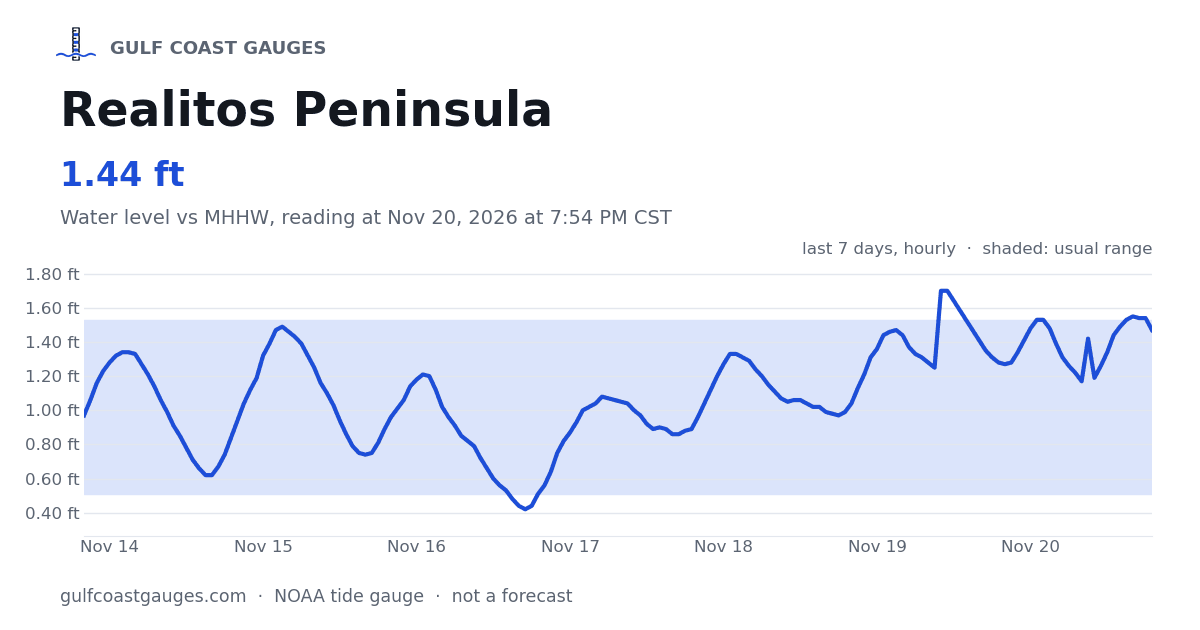 GULF COAST GAUGES
Realitos Peninsula
1.44 ft
Water level vs MHHW, reading at Nov 20, 2026 at 7:54 PM CST
last 7 days, hourly · shaded: usual range
1.80 ft
1.60 ft
1.40 ft
1.20 ft
1.00 ft
0.80 ft
0.60 ft
0.40 ft
Nov 14 Nov 15 Nov 16 Nov 17 Nov 18 Nov 19 Nov 20
gulfcoastgauges.com · NOAA tide gauge · not a forecast